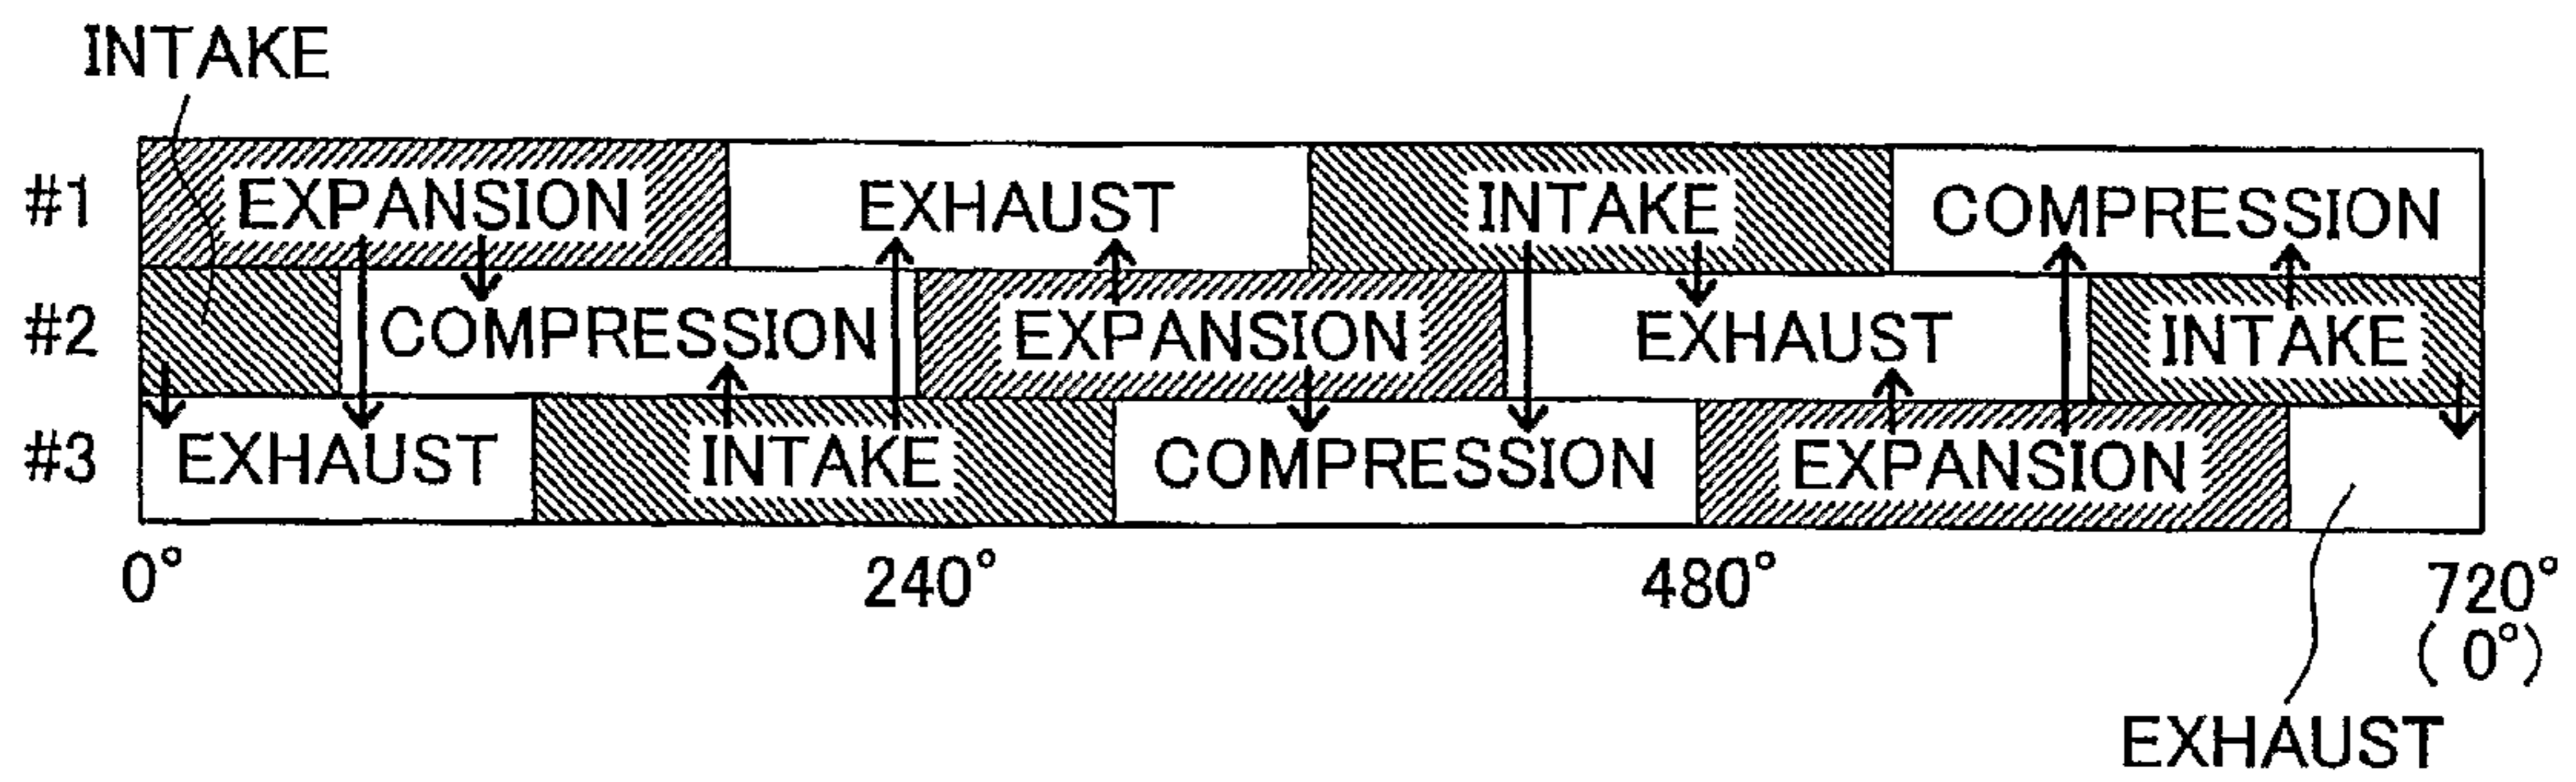 INTAKE
#1 EXPANSION EXHAUST INTAKE COMPRESSION
#2 COMPRESSION EXPANSION EXHAUST INTAKE
#3 EXHAUST INTAKE COMPRESSION EXPANSION
0° 240° 480° 720°
(0°)
EXHAUST